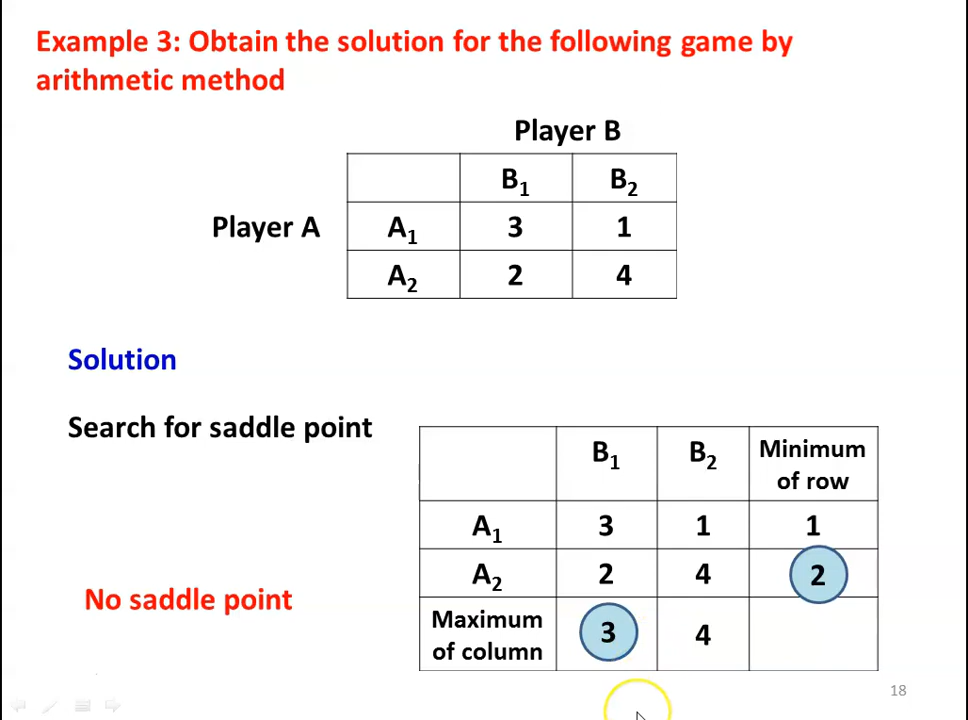 Example 3: Obtain the solution for the following game by
arithmetic method
Player B
B₁ B₂
Player A A₁ 3 1
A₂ 2 4
Solution
Search for saddle point
B₁ B₂ Minimum
of row
A₁ 3 1 1
A₂ 2 4 2
No saddle point
Maximum
of column 3 4
18